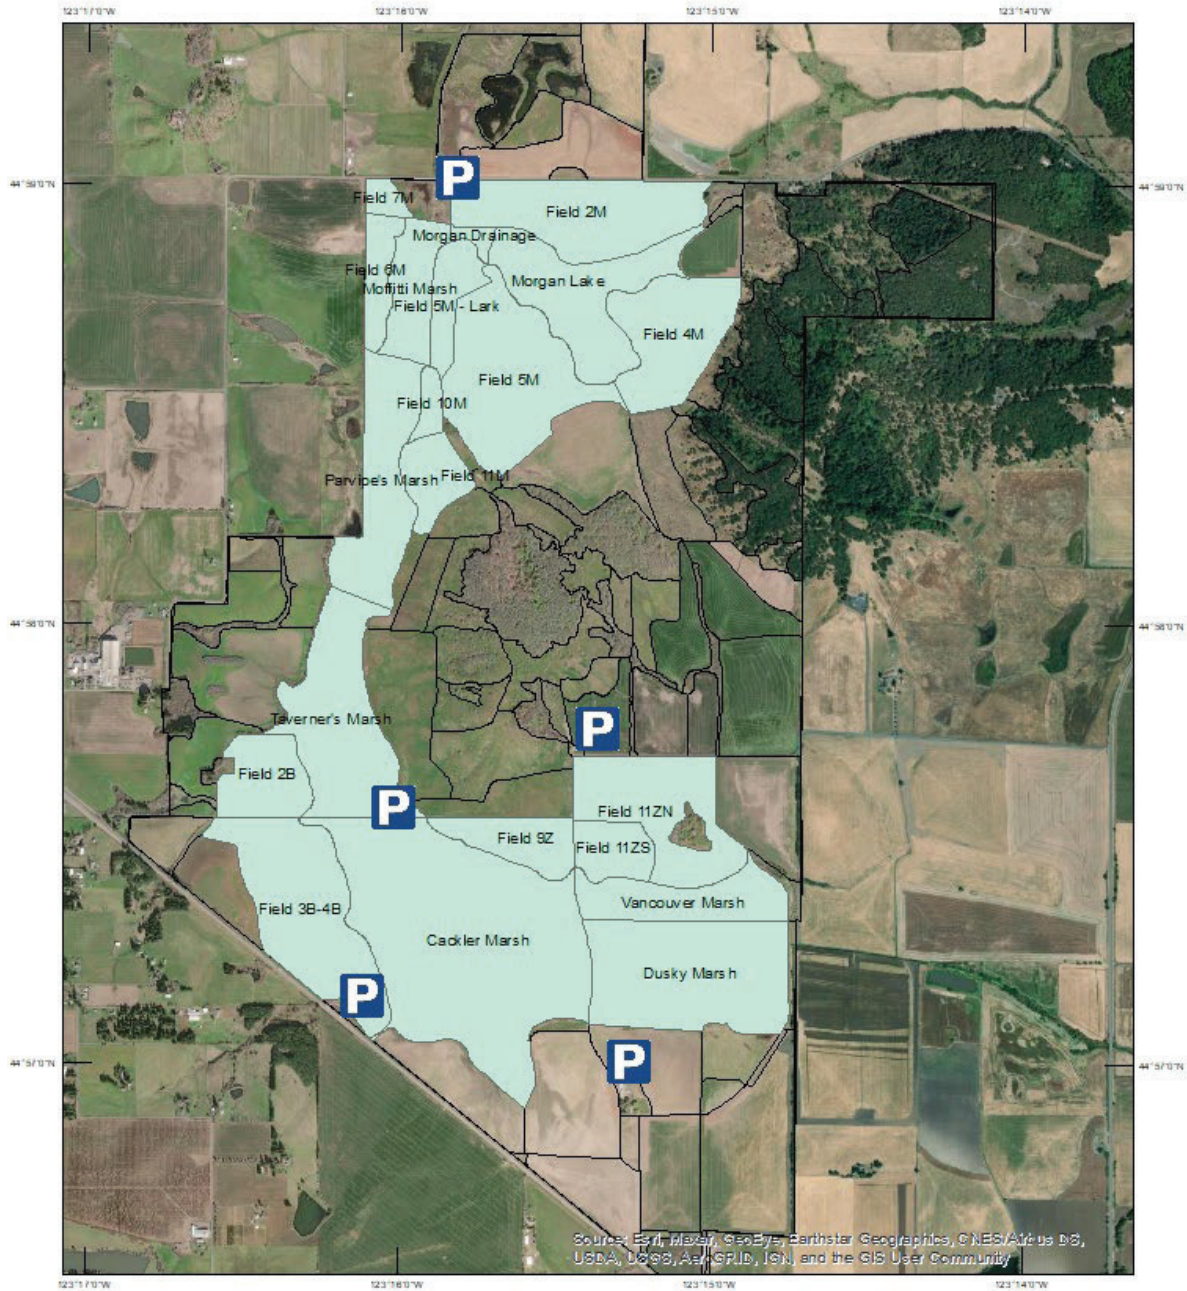 123°17'0"W 123°16'0"W 123°15'0"W 123°14'0"W
44°59'0"N 44°59'0"N
P
Field 7M
Field 2M
Morgan Drainage
Field 6M
Moffitti Marsh
Morgan Lake
Field 5M - Lark
Field 4M
Field 5M
Field 10M
Parvipe's Marsh
Field 11M
44°58'0"N 44°58'0"N
Taverner's Marsh
P
Field 2B
P
Field 11ZN
Field 9Z
Field 11ZS
Vancouver Marsh
Field 3B-4B
Cackler Marsh
Dusky Marsh
P
P
44°57'0"N 44°57'0"N
Source: Esri, Maxar, GeoEye, Earthstar Geographics, CNES/Airbus DS,
USDA, USGS, AeroGRID, IGN, and the GIS User Community
123°17'0"W 123°16'0"W 123°15'0"W 123°14'0"W